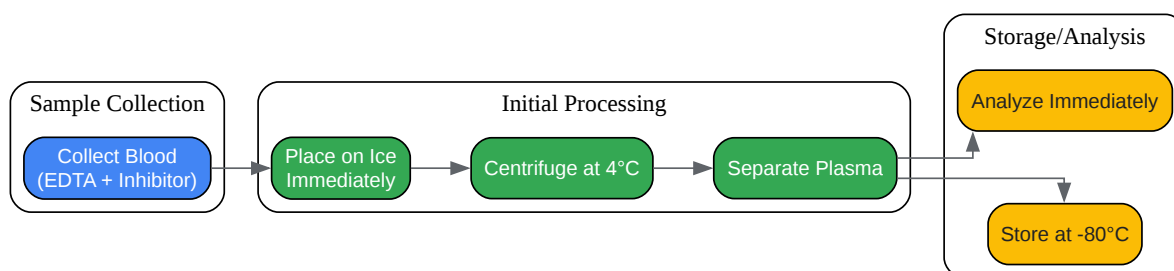 Sample Collection
Collect Blood
(EDTA + Inhibitor)
Initial Processing
Place on Ice
Immediately
Centrifuge at 4°C
Separate Plasma
Storage/Analysis
Analyze Immediately
Store at -80°C